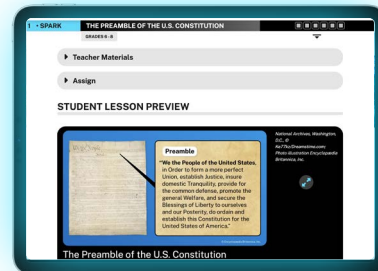 1 • SPARK
THE PREAMBLE OF THE U.S. CONSTITUTION
GRADES 6-8
Teacher Materials
Assign
STUDENT LESSON PREVIEW
National Archives, Washington,
D.C., ©
Photo illustration Encyclopædia
Britannica, Inc.
Preamble
"We the People of the United States,
in Order to form a more perfect
Union, establish Justice, insure
domestic Tranquility, provide for
the common defense, promote the
general Welfare, and secure the
Blessings of Liberty to ourselves
and our Posterity, do ordain and
establish this Constitution for the
United States of America."
The Preamble of the U.S. Constitution